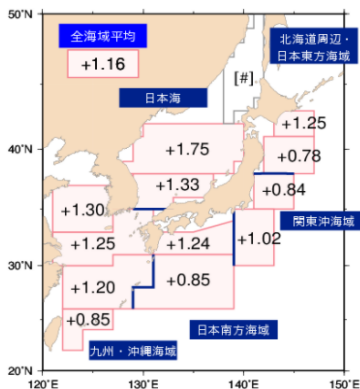 50°N
40°N
30°N
20°N
全海域平均
+1.16
[#]
北海道周辺・
日本東方海域
日本海
+1.75
+1.25
+0.78
+1.33
+0.84
+1.30
関東沖海域
+1.25
+1.24
+1.02
+1.20
+0.85
+0.85
日本南方海域
九州・沖縄海域
120°E
130°E
140°E
150°E